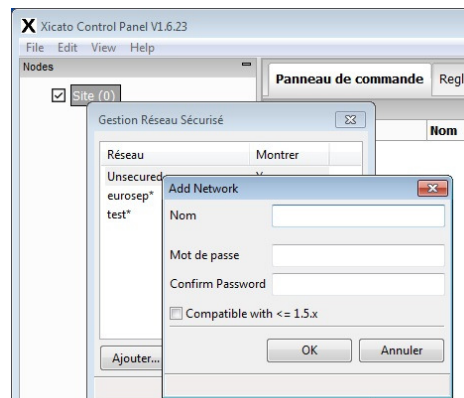 X Xicato Control Panel V1.6.23
File Edit View Help
Nodes
Site (0)
Panneau de commande
Nom
Gestion Réseau Sécurisé
Réseau Montrer
Unsecured
eurosep*
test*
Add Network
Nom
Mot de passe
Confirm Password
Compatible with <= 1.5.x
OK Annuler
Ajouter...